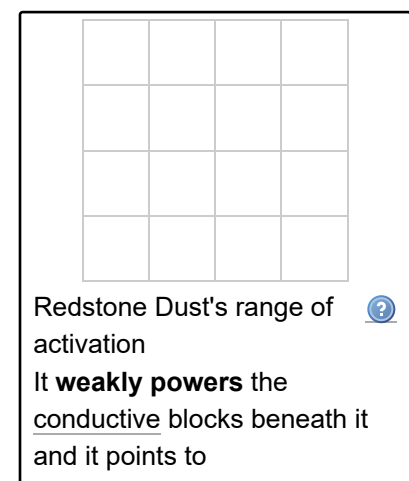 Redstone Dust's range of
activation
It weakly powers the
conductive blocks beneath it
and it points to